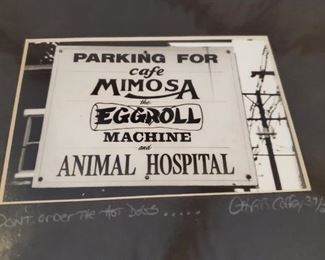 PARKING FOR
cafe
MIMOSA
the
EGGROLL
MACHINE
and
ANIMAL HOSPITAL
Don't order the Hot Dogs.....